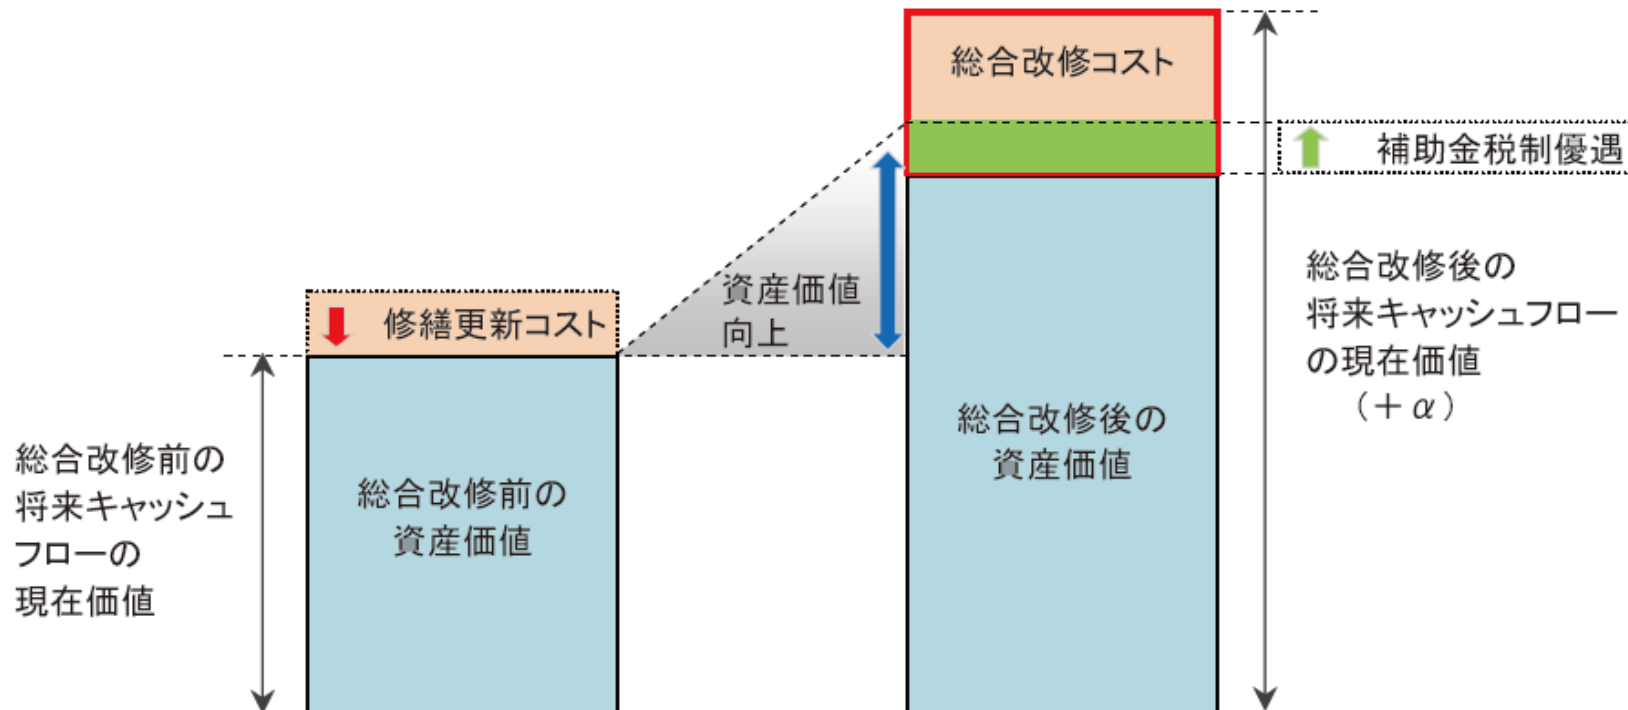 総合改修コスト
補助金税制優遇
総合改修後の
将来キャッシュフロー
の現在価値
(+α)
資産価値
向上
修繕更新コスト
総合改修後の
資産価値
総合改修前の
将来キャッシュ
フローの
現在価値
総合改修前の
資産価値